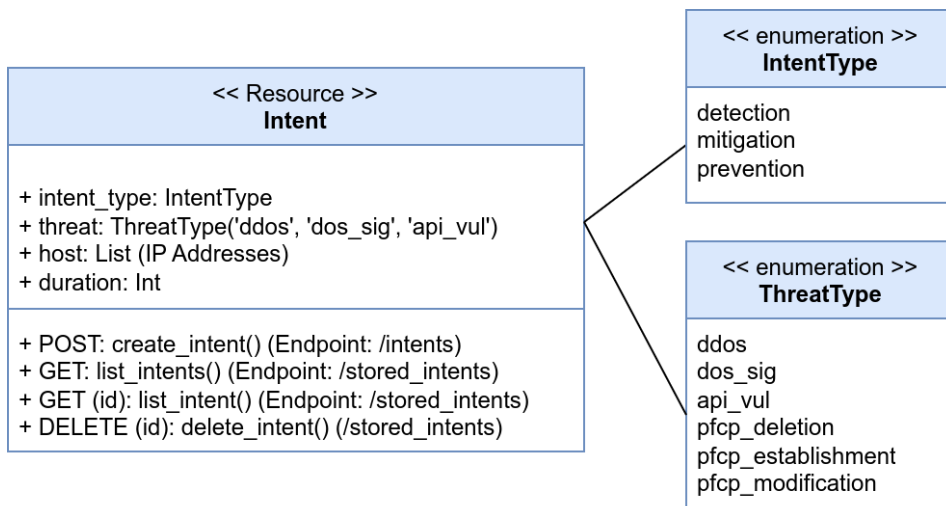 << Resource >>
Intent
+ intent_type: IntentType
+ threat: ThreatType('ddos', 'dos_sig', 'api_vul')
+ host: List (IP Addresses)
+ duration: Int
+ POST: create_intent() (Endpoint: /intents)
+ GET: list_intents() (Endpoint: /stored_intents)
+ GET (id): list_intent() (Endpoint: /stored_intents)
+ DELETE (id): delete_intent() (/stored_intents)
<< enumeration >>
IntentType
detection
mitigation
prevention
<< enumeration >>
ThreatType
ddos
dos_sig
api_vul
pfcp_deletion
pfcp_establishment
pfcp_modification